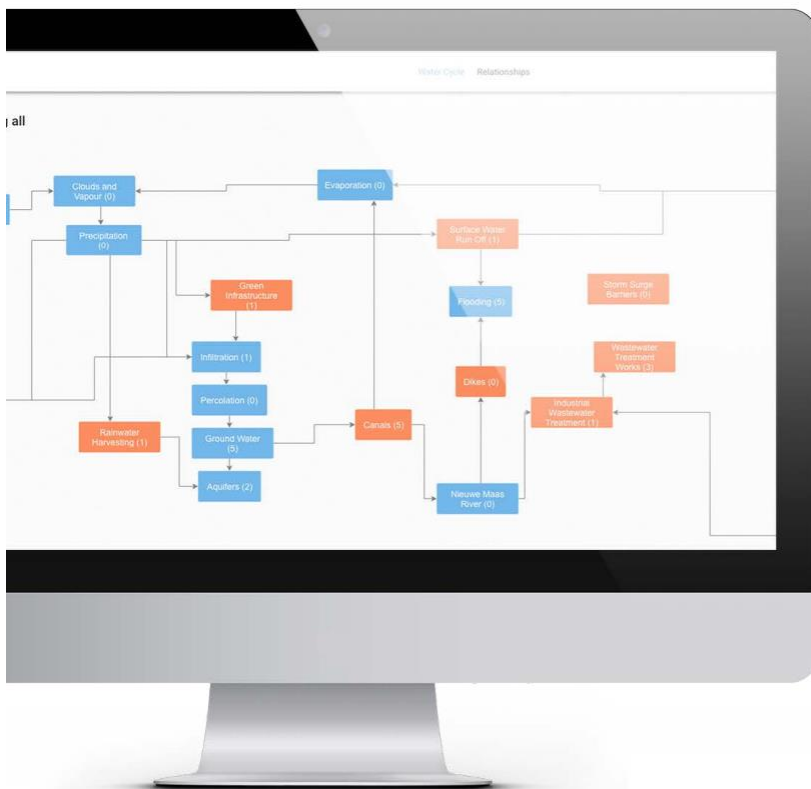 Water Cycle Relationships
all
Clouds and
Vapour (0)
Evaporation (0)
Precipitation
(0)
Surface Water
Run Off (1)
Green
Infrastructure
(1)
Storm Surge
Barriers (0)
Flooding (5)
Infiltration (1)
Wastewater
Treatment
Works (3)
Percolation (0)
Dikes (0)
Industrial
Wastewater
Treatment (1)
Rainwater
Harvesting (1)
Ground Water
(5)
Canals (5)
Aquifers (2)
Nieuwe Maas
River (0)